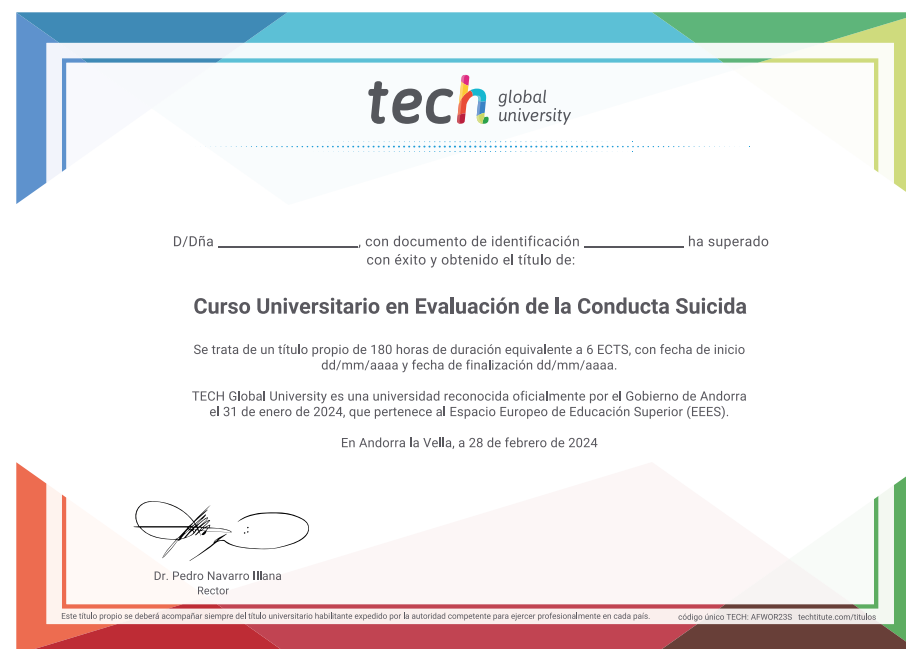 tech global university
D/Dña ______________, con documento de identificación __________ ha superado
con éxito y obtenido el título de:
Curso Universitario en Evaluación de la Conducta Suicida
Se trata de un título propio de 180 horas de duración equivalente a 6 ECTS, con fecha de inicio
dd/mm/aaaa y fecha de finalización dd/mm/aaaa.
TECH Global University es una universidad reconocida oficialmente por el Gobierno de Andorra
el 31 de enero de 2024, que pertenece al Espacio Europeo de Educación Superior (EEES).
En Andorra la Vella, a 28 de febrero de 2024
Dr. Pedro Navarro Illana
Rector
Este título propio se deberá acompañar siempre del título universitario habilitante expedido por la autoridad competente para ejercer profesionalmente en cada país.
código único TECH: AFWOR23S techtitute.com/titulos